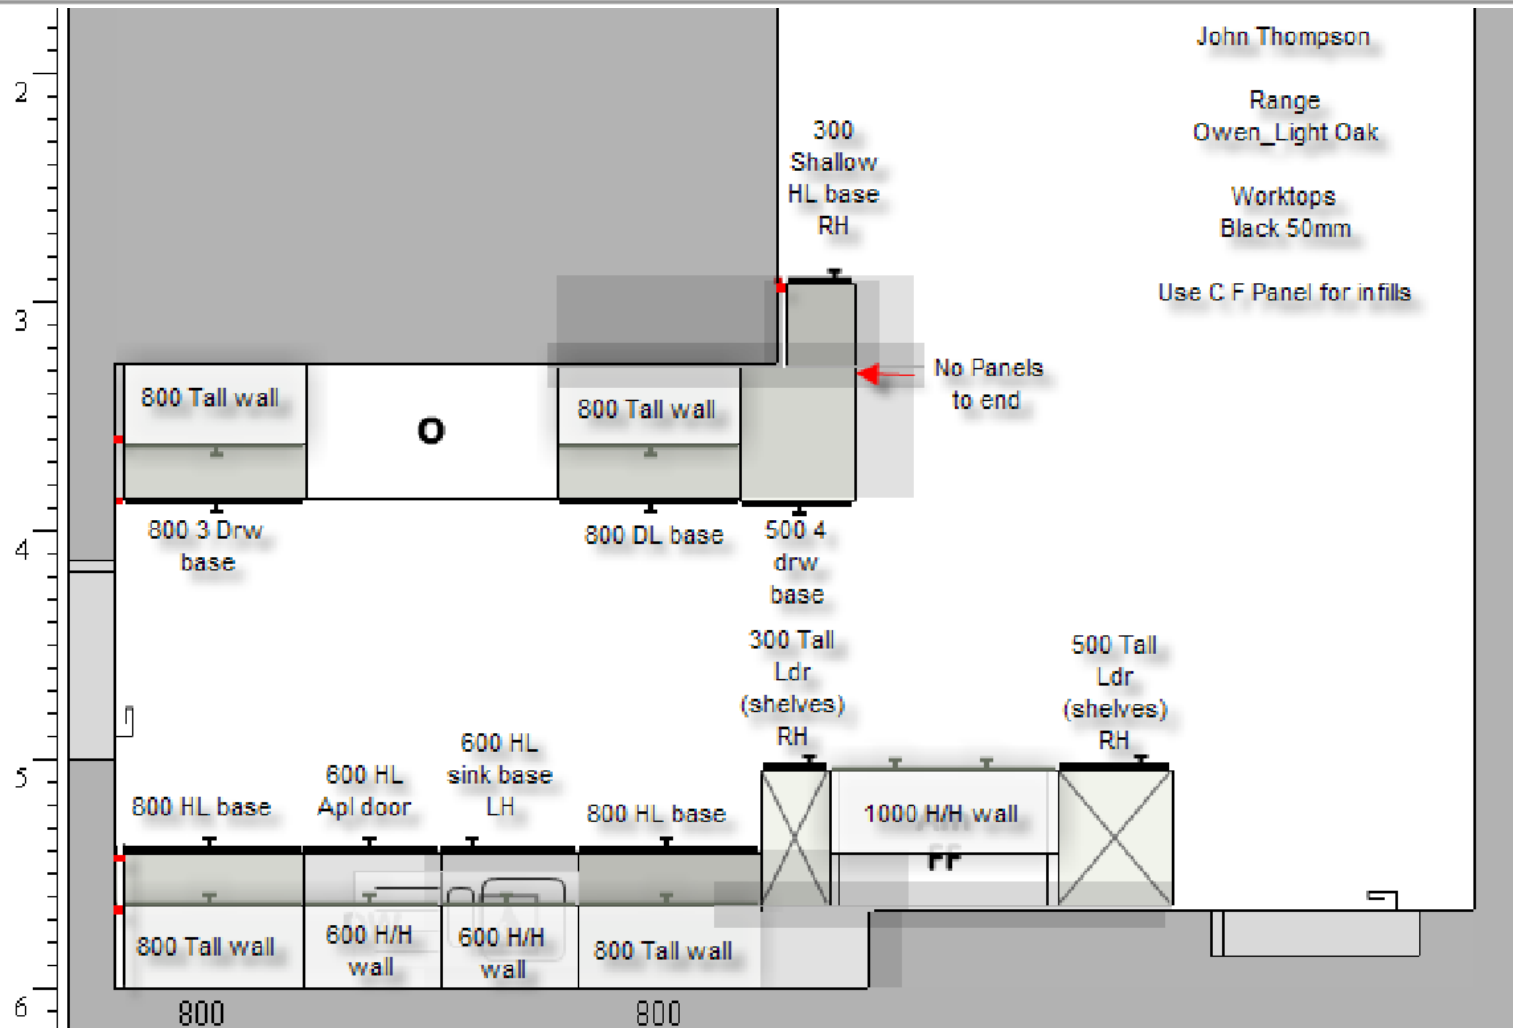 John Thompson
Range
Owen_Light Oak
Worktops
Black 50mm
Use C F Panel for infills
2
3
4
5
6
300
Shallow
HL base
RH
No Panels
to end
800 Tall wall
O
800 Tall wall
800 3 Drw
base
800 DL base
500 4
drw
base
300 Tall
Ldr
(shelves)
RH
500 Tall
Ldr
(shelves)
RH
800 HL base
600 HL
Apl door
600 HL
sink base
LH
800 HL base
1000 H/H wall
FF
DW
800 Tall wall
600 H/H
wall
600 H/H
wall
800 Tall wall
800
800